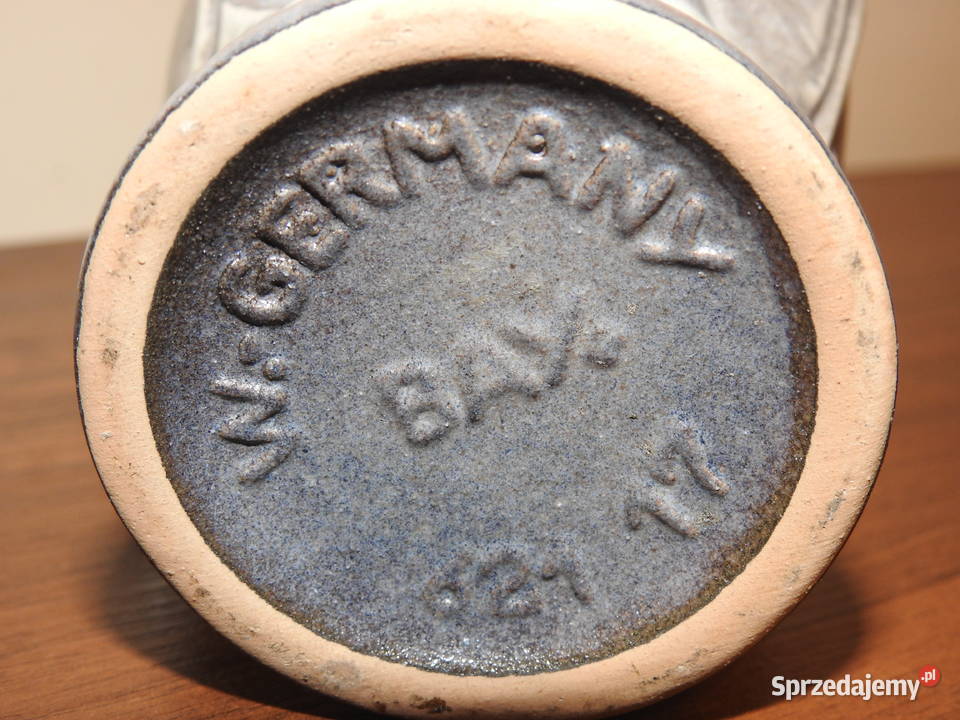 W. GERMANY
BAY
621
17
Sprzedajemy.pl